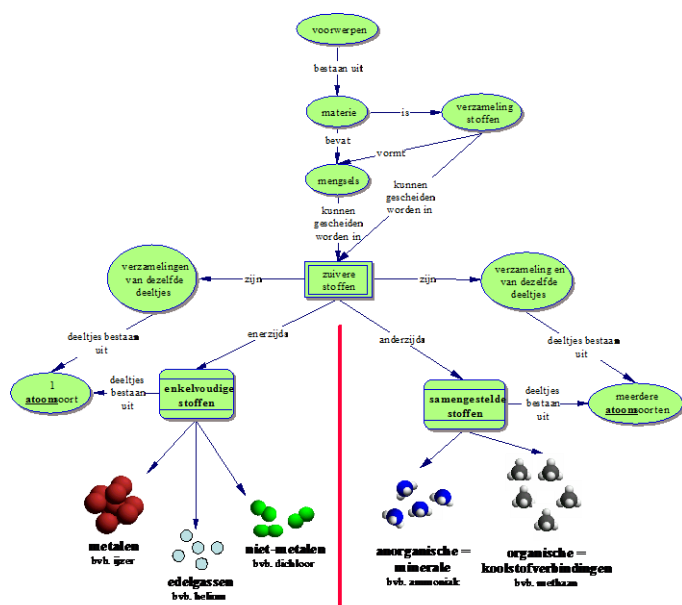 voorwerpen
bestaan uit
materie
is
verzameling
stoffen
bevat
vormt
mengsels
kunnen
gescheiden
worden in
kunnen
gescheiden
worden in
verzamelingen
van dezelfde
deeltjes
zijn
zuivere
stoffen
zijn
verzameling en
van dezelfde
deeltjes
deeltjes bestaan
uit
enerzijds
anderzijds
deeltjes bestaan
uit
1
atoomsoort
deeltjes
bestaan
uit
enkelvoudige
stoffen
samengestelde
stoffen
deeltjes
bestaan
uit
meerdere
atoomsoorten
metalen
bvb. ijzer
edelgassen
bvb. helium
niet-metalen
bvb. dichloor
anorganische =
minerale
bvb. ammoniak
organische =
koolstofverbindingen
bvb. methaan